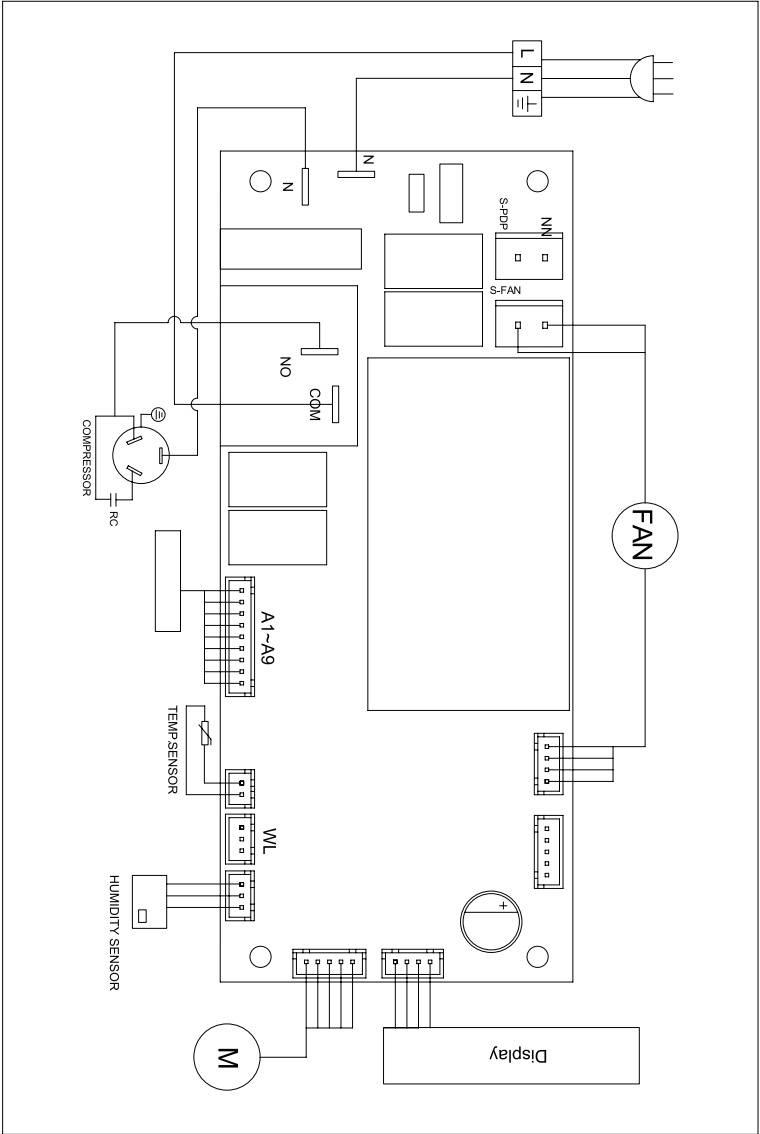 L
N
N
N
S-PDP
NN
S-FAN
NO
COM
COMPRESSOR
RC
FAN
A1~A9
TEMP.SENSOR
WL
HUMIDITY SENSOR
+
M
Display